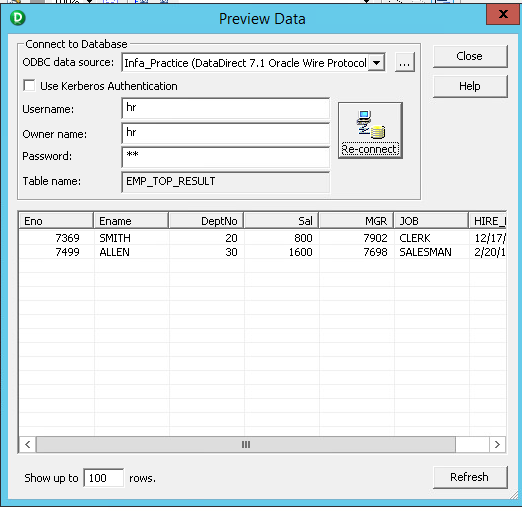 Preview Data
Connect to Database
ODBC data source: Infa_Practice (DataDirect 7.1 Oracle Wire Protocol ...
Close
Use Kerberos Authentication
Help
Username: hr
Owner name: hr
Re-connect
Password: **
Table name: EMP_TOP_RESULT
Eno Ename DeptNo Sal MGR JOB HIRE_
7369 SMITH 20 800 7902 CLERK 12/17/
7499 ALLEN 30 1600 7698 SALESMAN 2/20/1
Show up to 100 rows.
Refresh